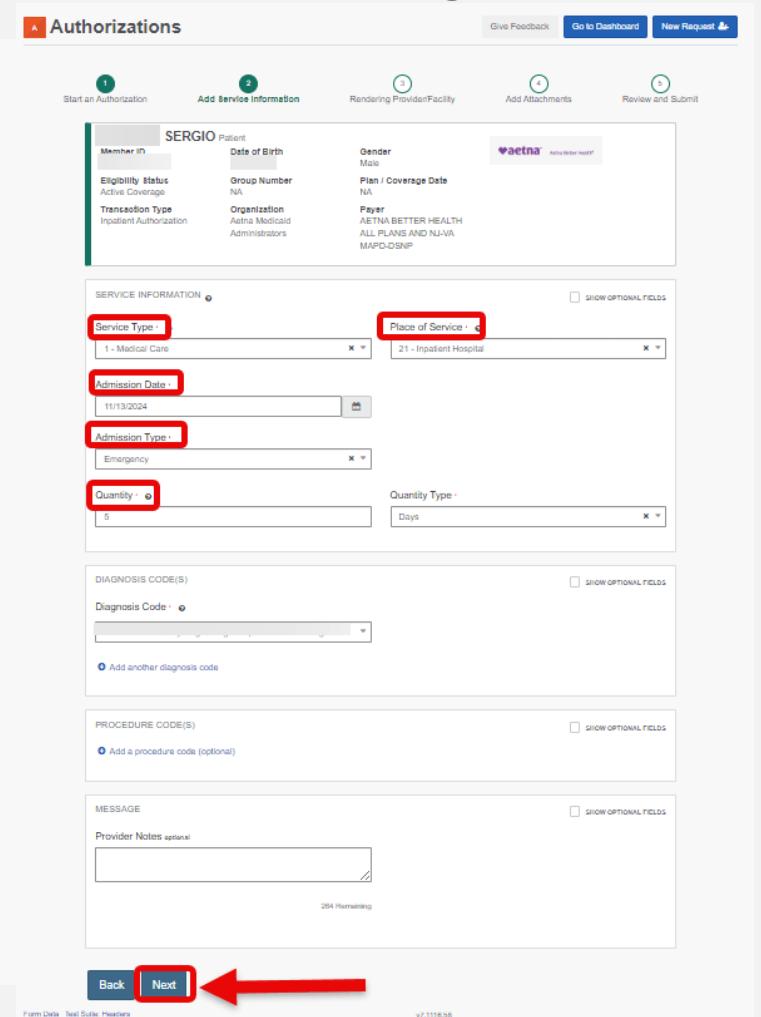 A Authorizations
Give Feedback
Go to Dashboard
New Request
1 2 3 4 5
Start an Authorization
Add Service Information
Rendering Provider/Facility
Add Attachments
Review and Submit
SERGIO Patient
Member ID
Date of Birth
Gender
Male
aetna Aetna Better Health
Eligibility Status
Active Coverage
Group Number
NA
Plan / Coverage Date
NA
Transaction Type
Inpatient Authorization
Organization
Aetna Medicaid
Administrators
Payer
AETNA BETTER HEALTH
ALL PLANS AND NJ-VA
MAPD-DSNP
SERVICE INFORMATION
SHOW OPTIONAL FIELDS
Service Type
Place of Service
1 - Medical Care
21 - Inpatient Hospital
Admission Date
11/13/2024
Admission Type
Emergency
Quantity
Quantity Type
5
Days
DIAGNOSIS CODE(S)
SHOW OPTIONAL FIELDS
Diagnosis Code
Add another diagnosis code
PROCEDURE CODE(S)
SHOW OPTIONAL FIELDS
Add a procedure code (optional)
MESSAGE
SHOW OPTIONAL FIELDS
Provider Notes optional
264 Remaining
Back
Next
Form Data Test Suite: Headers